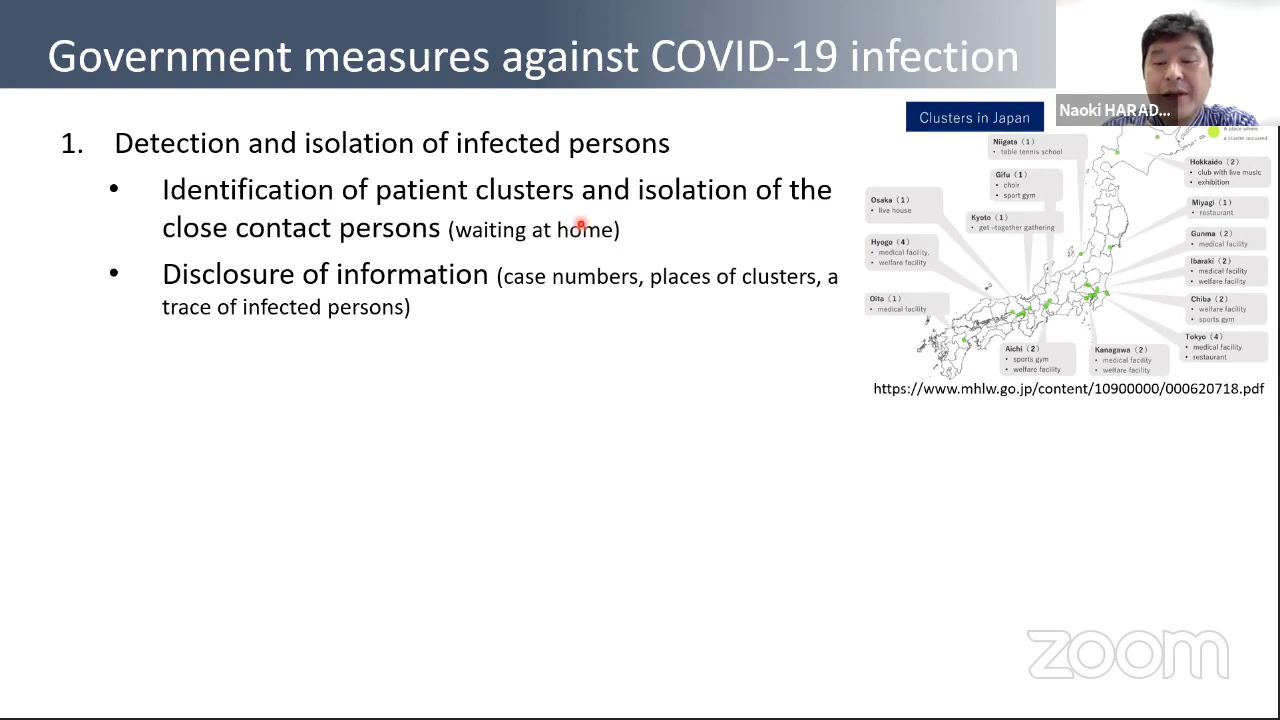 Government measures against COVID-19 infection
Naoki HARAD...
1. Detection and isolation of infected persons
• Identification of patient clusters and isolation of the
close contact persons (waiting at home)
• Disclosure of information (case numbers, places of clusters, a
trace of infected persons)
Clusters in Japan
A place where
a cluster occurred
Niigata (1)
• table tennis school
Gifu (1)
• choir
• sport gym
Osaka (1)
• live house
Kyoto (1)
• get-together gathering
Hyogo (4)
• medical facility,
• welfare facility
Oita (1)
• medical facility
Aichi (2)
• sports gym
• welfare facility
Kanagawa (2)
• medical facility
• welfare facility
Hokkaido (2)
• club with live music
• exhibition
Miyagi (1)
• restaurant
Gunma (2)
• medical facility
Ibaraki (2)
• medical facility
• welfare facility
Chiba (2)
• welfare facility
• sports gym
Tokyo (4)
• medical facility
• restaurant
https://www.mhlw.go.jp/content/10900000/000620718.pdf
zoom